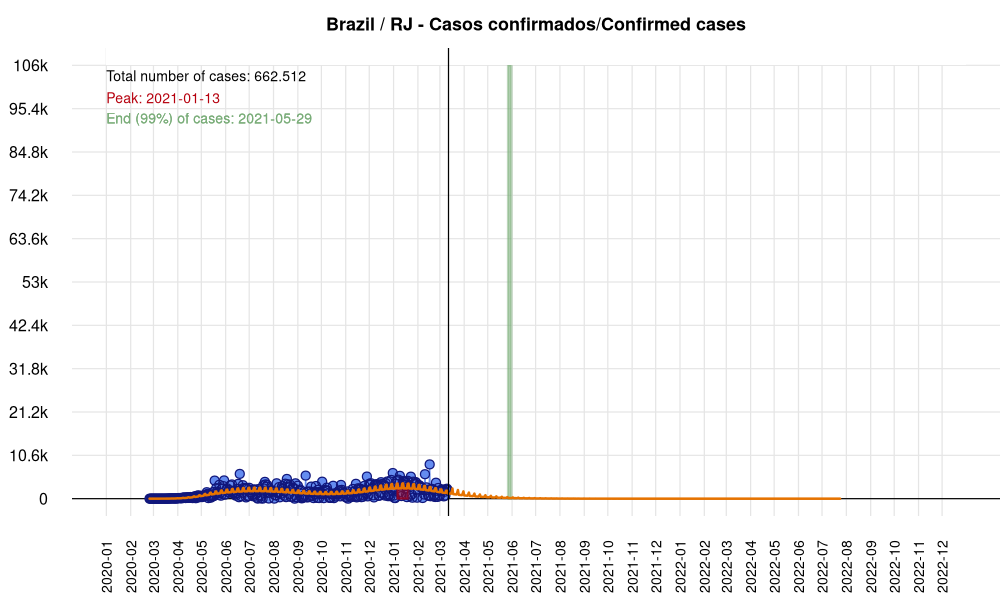 Brazil / RJ - Casos confirmados/Confirmed cases
Total number of cases: 662.512
Peak: 2021-01-13
End (99%) of cases: 2021-05-29
106k
95.4k
84.8k
74.2k
63.6k
53k
42.4k
31.8k
21.2k
10.6k
0
2020-01
2020-02
2020-03
2020-04
2020-05
2020-06
2020-07
2020-08
2020-09
2020-10
2020-11
2020-12
2021-01
2021-02
2021-03
2021-04
2021-05
2021-06
2021-07
2021-08
2021-09
2021-10
2021-11
2021-12
2022-01
2022-02
2022-03
2022-04
2022-05
2022-06
2022-07
2022-08
2022-09
2022-10
2022-11
2022-12